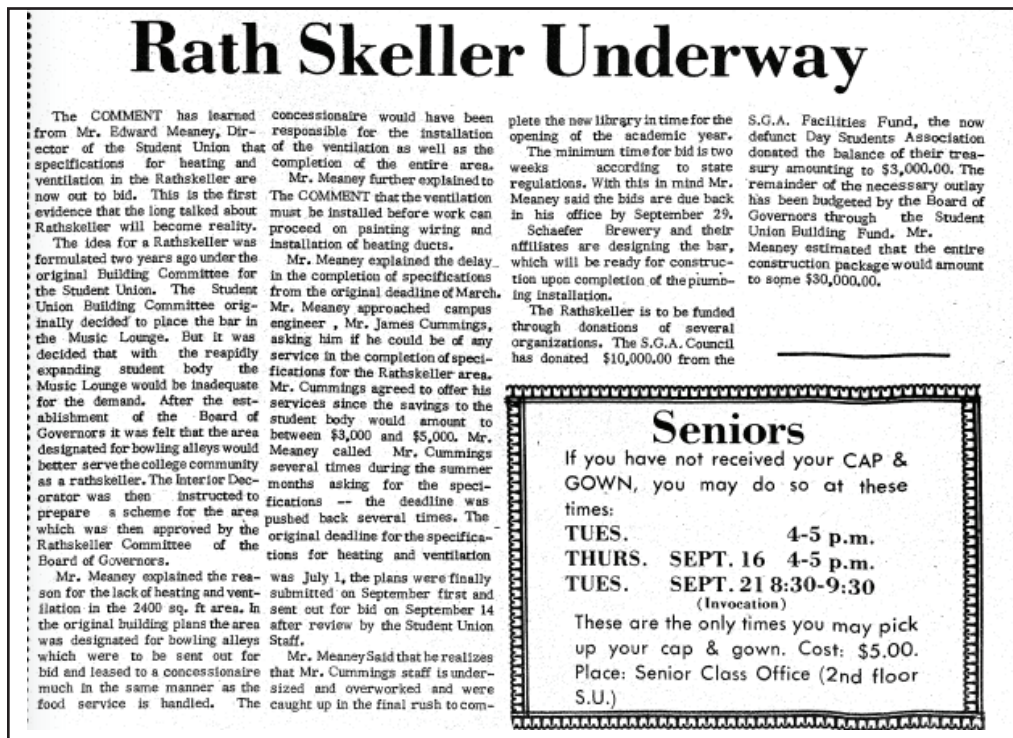 Rath Skeller Underway
The COMMENT has learned
from Mr. Edward Meaney, Dir-
ector of the Student Union that
specifications for heating and
ventilation in the Rathskeller are
now out to bid. This is the first
evidence that the long talked about
Rathskeller will become reality.
The idea for a Rathskeller was
formulated two years ago under the
original Building Committee for
the Student Union. The Student
Union Building Committee orig-
inally decided to place the bar in
the Music Lounge. But it was
decided that with the reapidly
expanding student body the
Music Lounge would be inadequate
for the demand. After the est-
ablishment of the Board of
Governors it was felt that the area
designated for bowling alleys would
better serve the college community
as a rathskeller. The Interior Dec-
orator was then instructed to
prepare a scheme for the area
which was then approved by the
Rathskeller Committee of the
Board of Governors.
Mr. Meaney explained the rea-
son for the lack of heating and vent-
ilation in the 2400 sq. ft area. In
the original building plans the area
was designated for bowling alleys
which were to be sent out for
bid and leased to a concessionaire
much in the same manner as the
food service is handled. The
concessionaire would have been
responsible for the installation
of the ventilation as well as the
completion of the entire area.
Mr. Meaney further explained to
The COMMENT that the ventilation
must be installed before work can
proceed on painting wiring and
installation of heating ducts.
Mr. Meaney explained the delay
in the completion of specifications
from the original deadline of March.
Mr. Meaney approached campus
engineer , Mr. James Cummings,
asking him if he could be of any
service in the completion of speci-
fications for the Rathskeller area.
Mr. Cummings agreed to offer his
services since the savings to the
student body would amount to
between $3,000 and $5,000. Mr.
Meaney called Mr. Cummings
several times during the summer
months asking for the speci-
fications -- the deadline was
pushed back several times. The
original deadline for the specifica-
tions for heating and ventilation
was July 1, the plans were finally
submitted on September first and
sent out for bid on September 14
after review by the Student Union
Staff.
Mr. Meaney Said that he realizes
that Mr. Cummings staff is under-
sized and overworked and were
caught up in the final rush to com-
plete the new library in time for the
opening of the academic year.
The minimum time for bid is two
weeks according to state
regulations. With this in mind Mr.
Meaney said the bids are due back
in his office by September 29.
Schaefer Brewery and their
affiliates are designing the bar,
which will be ready for construc-
tion upon completion of the plumb-
ing installation.
The Rathskeller is to be funded
through donations of several
organizations. The S.G.A. Council
has donated $10,000.00 from the
S.G.A. Facilities Fund, the now
defunct Day Students Association
donated the balance of their trea-
sury amounting to $3,000.00. The
remainder of the necessary outlay
has been budgeted by the Board of
Governors through the Student
Union Building Fund. Mr.
Meaney estimated that the entire
construction package would amount
to some $30,000.00.
Seniors
If you have not received your CAP &
GOWN, you may do so at these
times:
TUES. 4-5 p.m.
THURS. SEPT. 16 4-5 p.m.
TUES. SEPT. 21 8:30-9:30
(Invocation)
These are the only times you may pick
up your cap & gown. Cost: $5.00.
Place: Senior Class Office (2nd floor
S.U.)